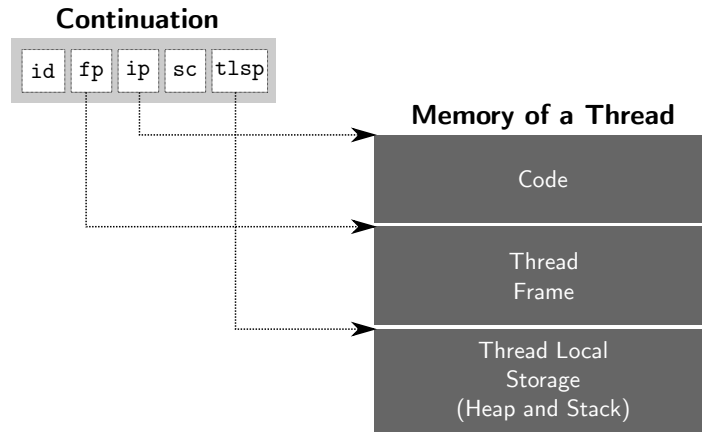 Continuation
id fp ip sc tlsp
Memory of a Thread
Code
Thread
Frame
Thread Local
Storage
(Heap and Stack)